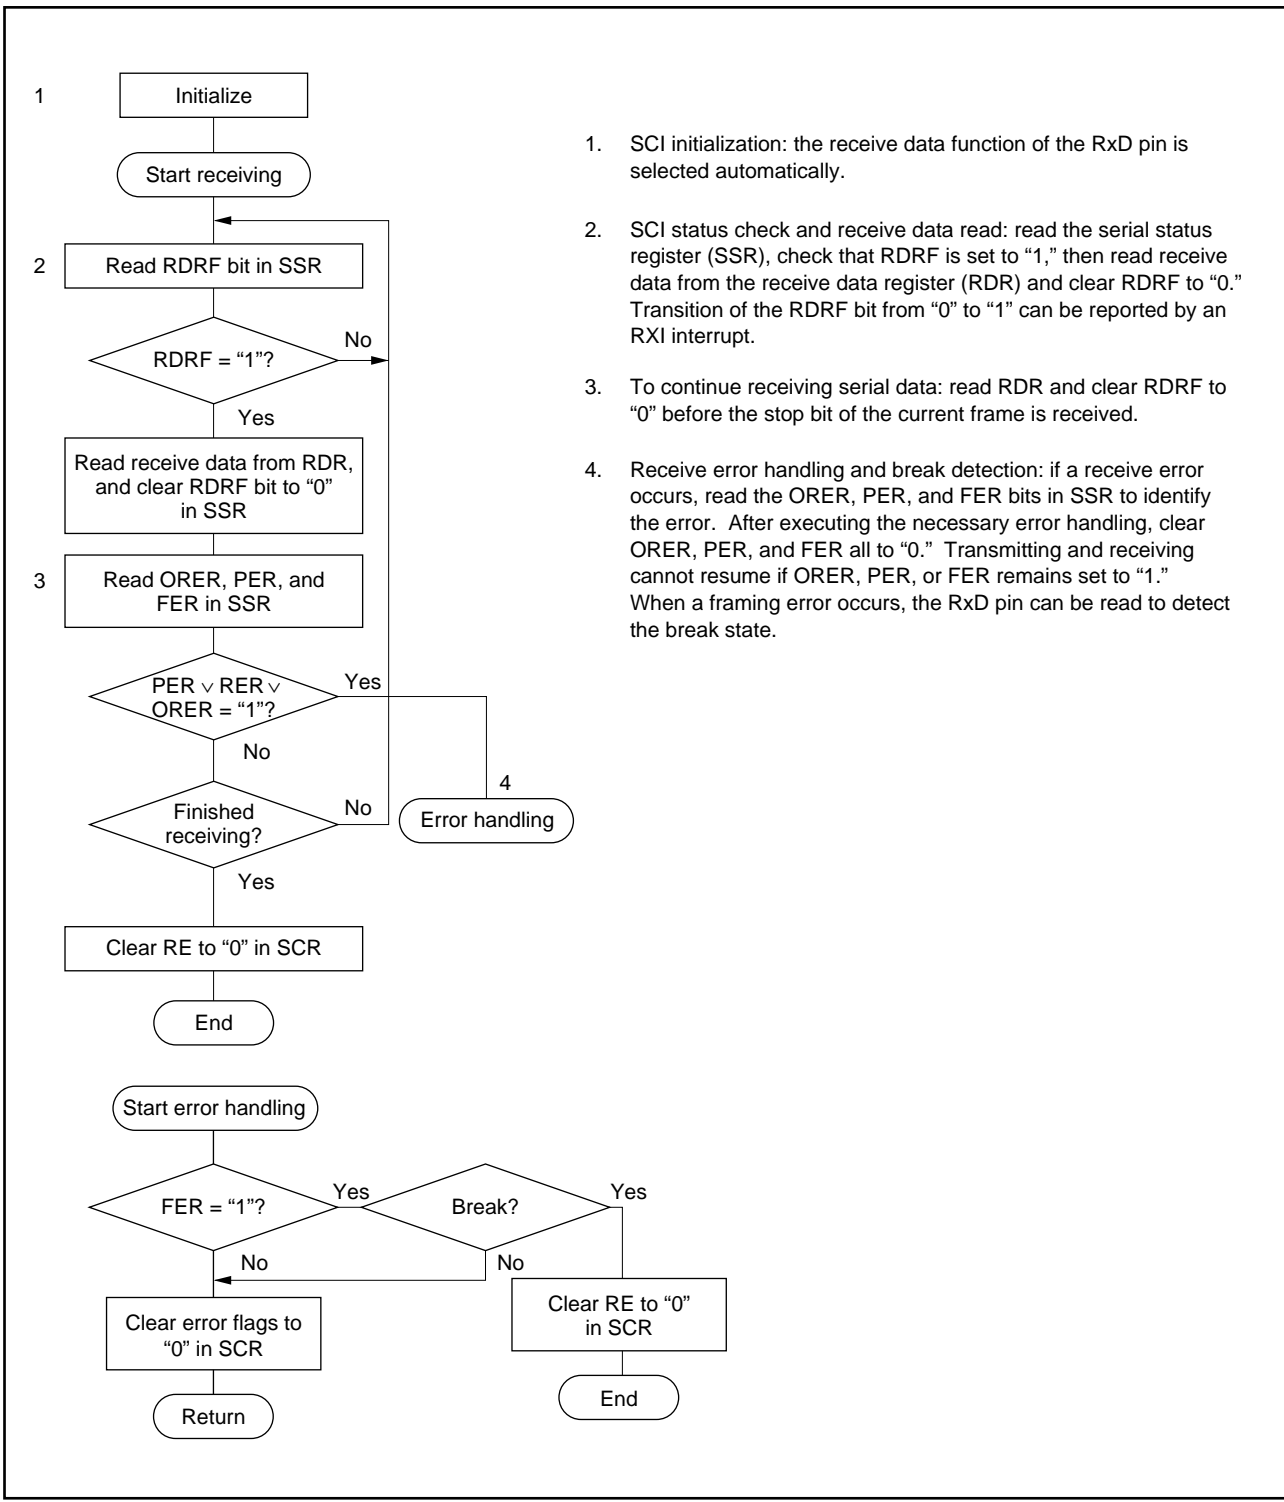 1
Initialize
Start receiving
2
Read RDRF bit in SSR
RDRF = “1”?
No
Yes
Read receive data from RDR,
and clear RDRF bit to “0”
in SSR
3
Read ORER, PER, and
FER in SSR
PER ∨ RER ∨
ORER = “1”?
Yes
No
4
Error handling
Finished
receiving?
No
Yes
Clear RE to “0” in SCR
End
1. SCI initialization: the receive data function of the RxD pin is
selected automatically.
2. SCI status check and receive data read: read the serial status
register (SSR), check that RDRF is set to “1,” then read receive
data from the receive data register (RDR) and clear RDRF to “0.”
Transition of the RDRF bit from “0” to “1” can be reported by an
RXI interrupt.
3. To continue receiving serial data: read RDR and clear RDRF to
“0” before the stop bit of the current frame is received.
4. Receive error handling and break detection: if a receive error
occurs, read the ORER, PER, and FER bits in SSR to identify
the error. After executing the necessary error handling, clear
ORER, PER, and FER all to “0.” Transmitting and receiving
cannot resume if ORER, PER, or FER remains set to “1.”
When a framing error occurs, the RxD pin can be read to detect
the break state.
Start error handling
FER = “1”?
Yes
Break?
Yes
No
No
Clear error flags to
“0” in SCR
Return
Clear RE to “0”
in SCR
End